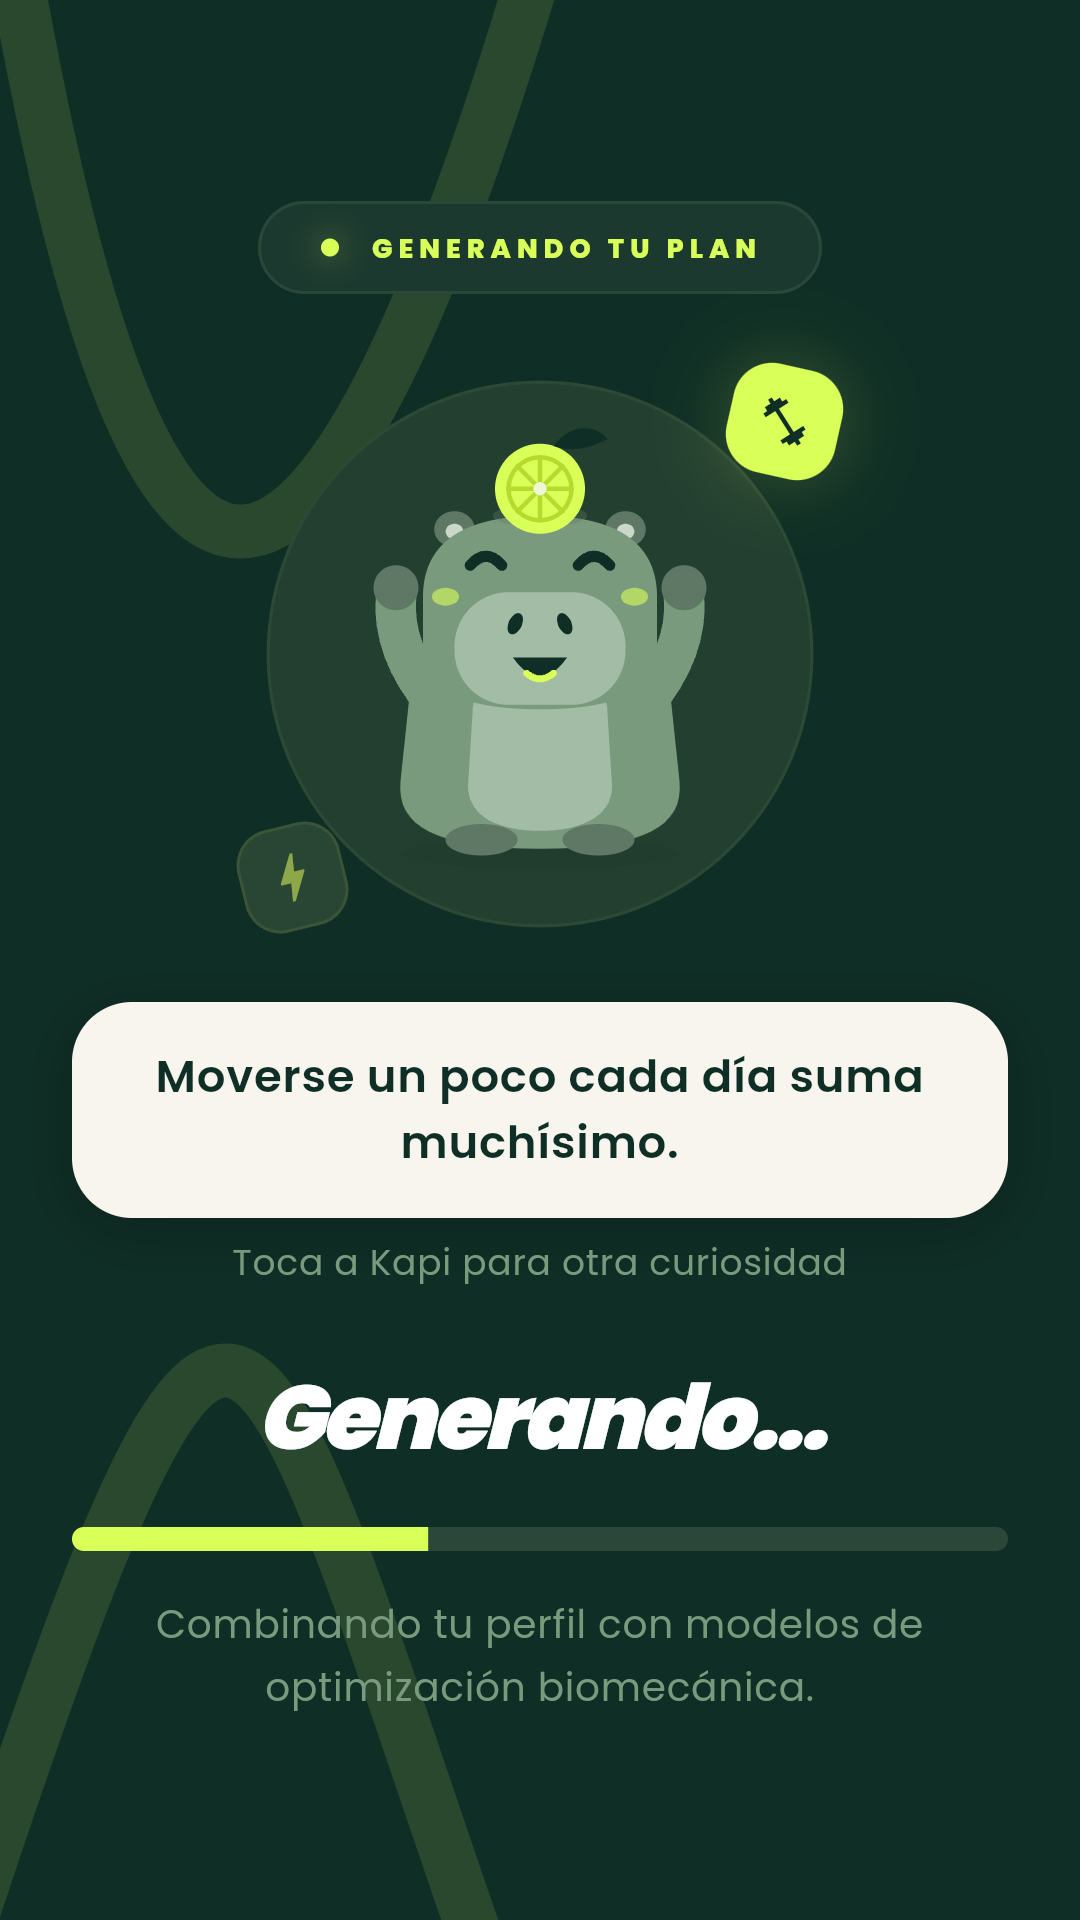 GENERANDO TU PLAN
Moverse un poco cada día suma
muchísimo.
Toca a Kapi para otra curiosidad
Generando...
Combinando tu perfil con modelos de
optimización biomecánica.